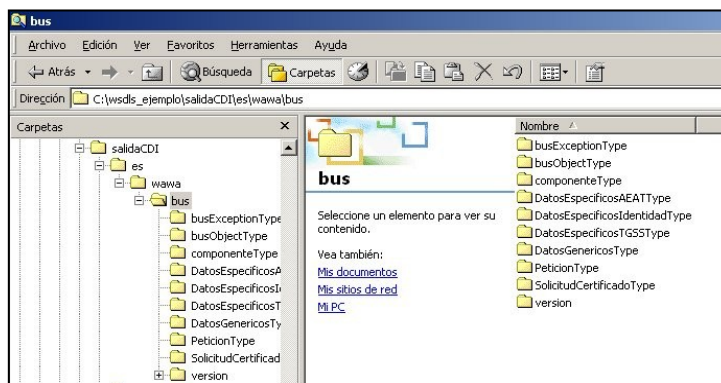 bus
Archivo Edición Ver Favoritos Herramientas Ayuda
Atrás Búsqueda Carpetas
Dirección C:\wsdls_ejemplo\salidaCDI\es\wawa\bus
Carpetas x
salidaCDI
es
wawa
bus
busExceptionType
busObjectType
componenteType
DatosEspecificosA
DatosEspecificosI
DatosEspecificosT
DatosGenericosTy
PeticionType
SolicitudCertificad
version
bus
Seleccione un elemento para ver su
contenido.
Vea también:
Mis documentos
Mis sitios de red
Mi PC
Nombre
busExceptionType
busObjectType
componenteType
DatosEspecificosAEATType
DatosEspecificosIdentidadType
DatosEspecificosTGSSType
DatosGenericosType
PeticionType
SolicitudCertificadoType
version